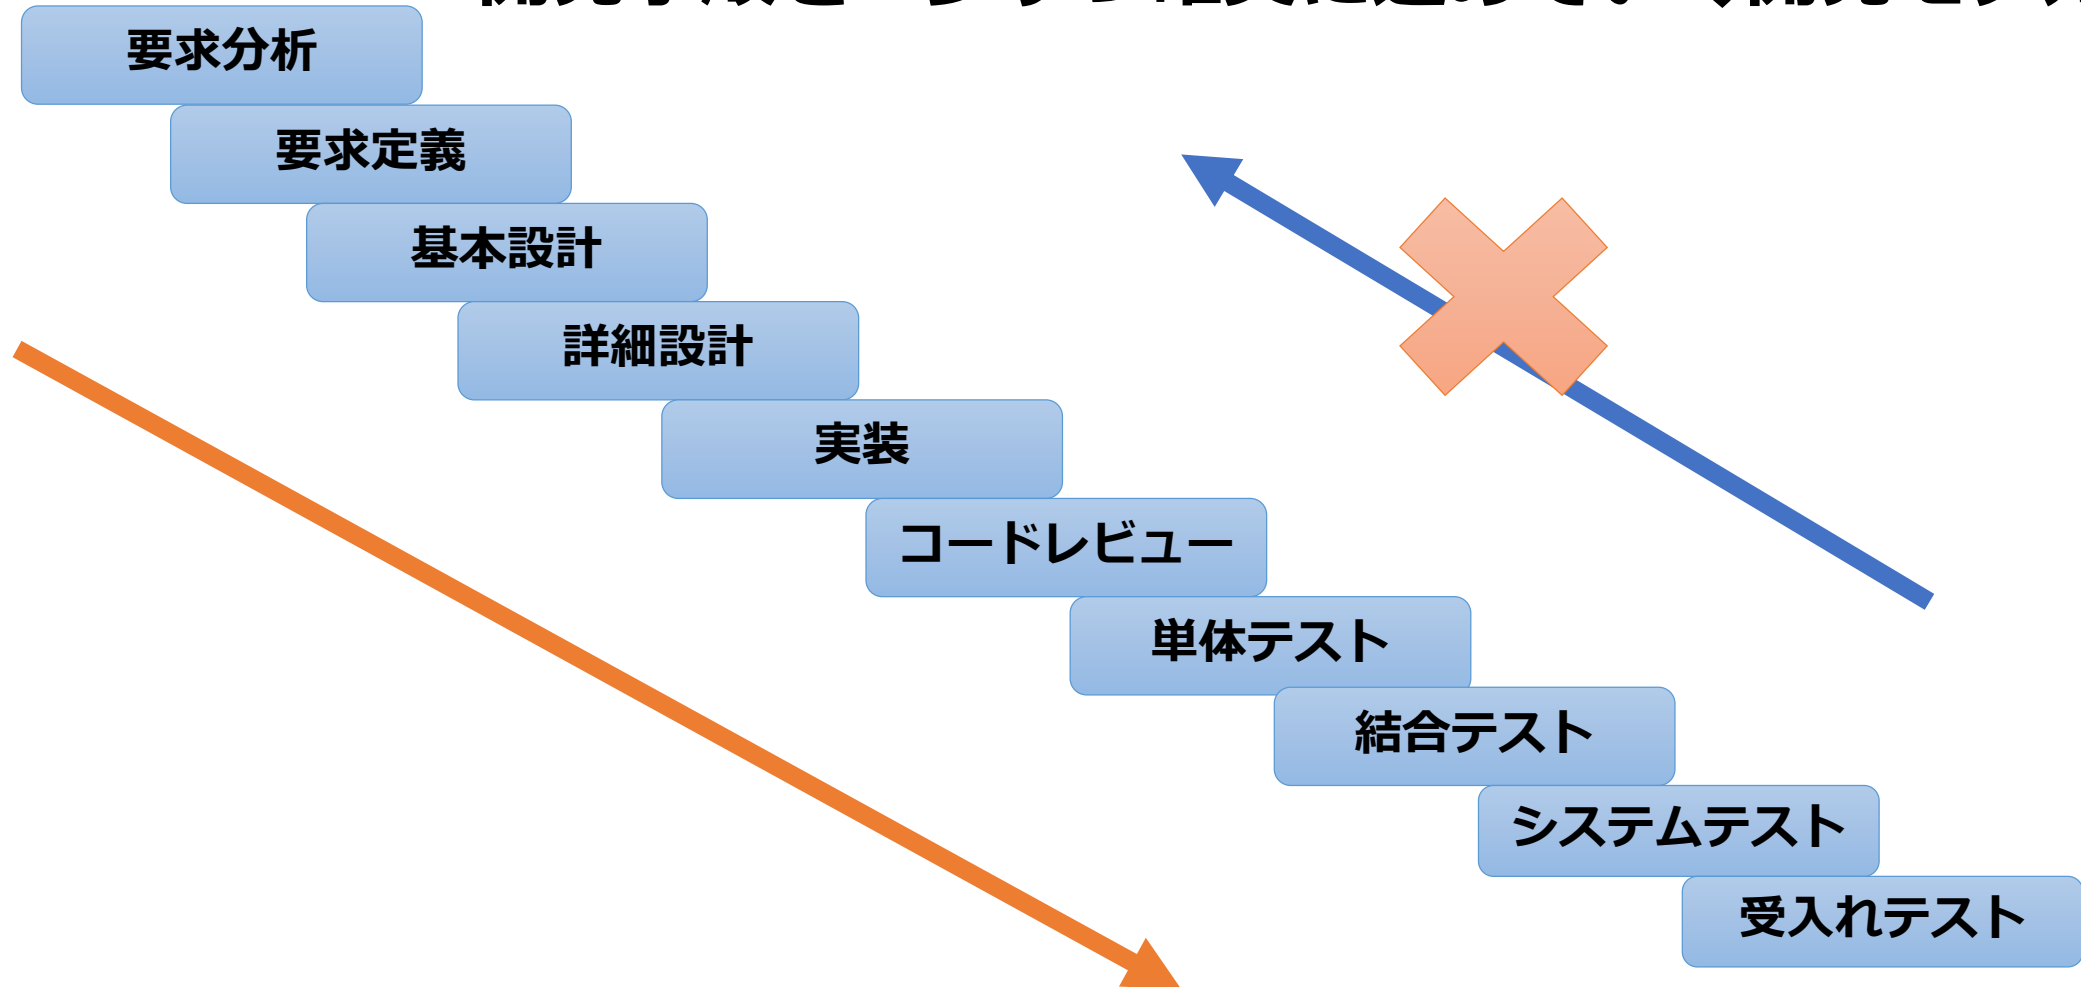 要求分析
要求定義
基本設計
詳細設計
実装
コードレビュー
単体テスト
結合テスト
システムテスト
受入れテスト